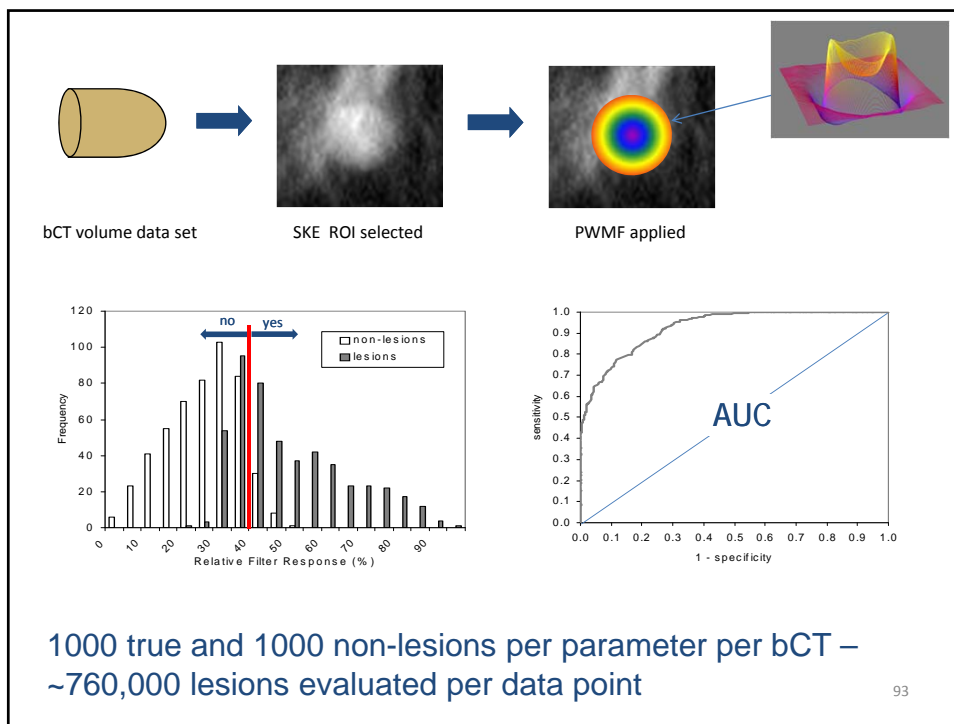 bCT volume data set
SKE ROI selected
PWMF applied
120
100
80
60
40
20
0
Frequency
no
yes
non-lesions
lesions
0
10
20
30
40
50
60
70
80
90
Relative Filter Response (%)
1.0
0.9
0.8
0.7
0.6
0.5
0.4
0.3
0.2
0.1
0.0
sensitivity
AUC
0.0 0.1 0.2 0.3 0.4 0.5 0.6 0.7 0.8 0.9 1.0
1 - specificity
1000 true and 1000 non-lesions per parameter per bCT –
~760,000 lesions evaluated per data point
93